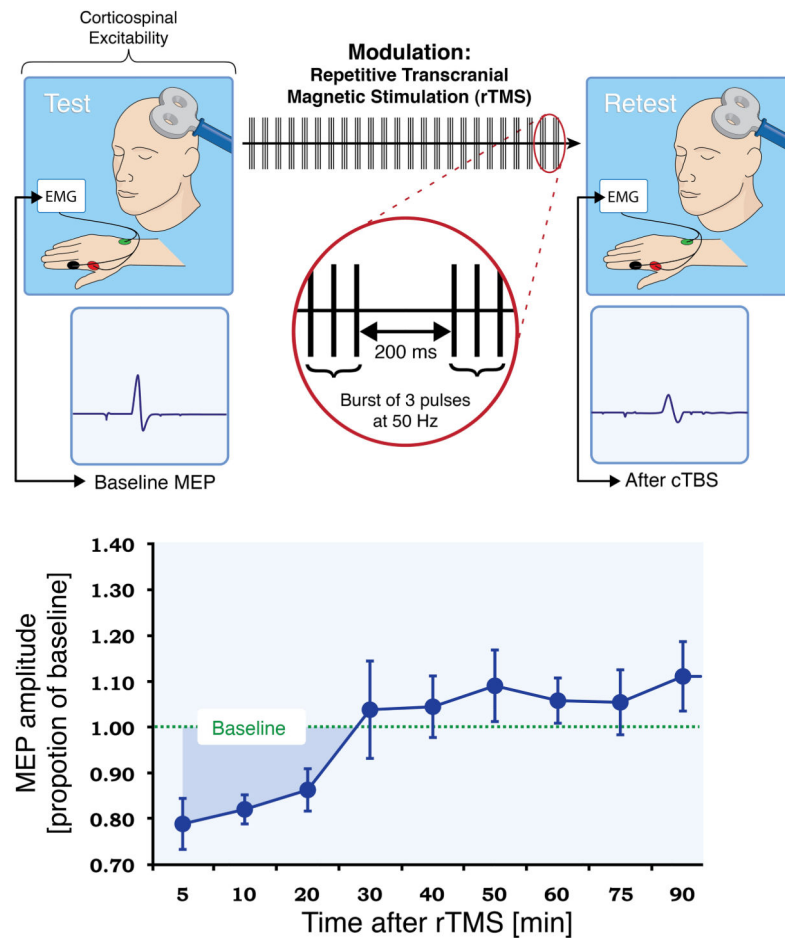 Corticospinal
Excitability
Modulation:
Repetitive Transcranial
Magnetic Stimulation (rTMS)
Test
EMG
Retest
EMG
200 ms
Burst of 3 pulses
at 50 Hz
Baseline MEP
After cTBS
MEP amplitude
[propotion of baseline]
1.40
1.30
1.20
1.10
1.00
0.90
0.80
0.70
Baseline
5 10 20 30 40 50 60 75 90
Time after rTMS [min]